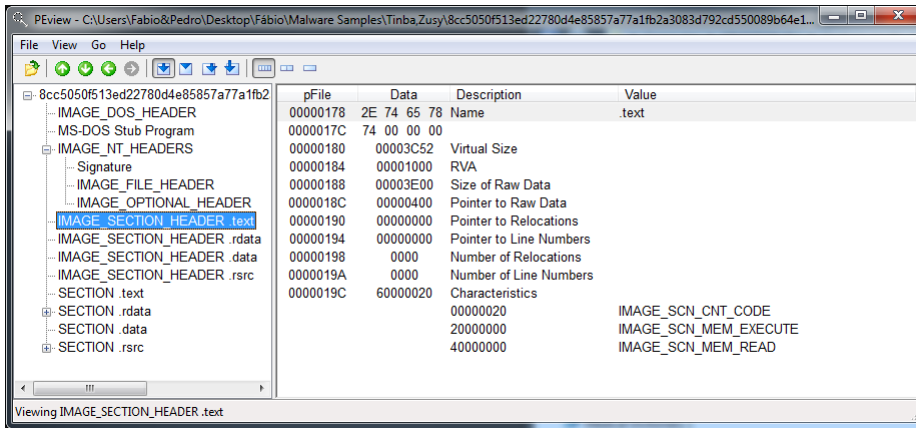 PEview - C:\Users\Fabio&Pedro\Desktop\Fábio\Malware Samples\Tinba,Zusy\8cc5050f513ed22780d4e85857a77a1fb2a3083d792cd550089b64e1...
File View Go Help
8cc5050f513ed22780d4e85857a77a1fb2
IMAGE_DOS_HEADER
MS-DOS Stub Program
IMAGE_NT_HEADERS
Signature
IMAGE_FILE_HEADER
IMAGE_OPTIONAL_HEADER
IMAGE_SECTION_HEADER .text
IMAGE_SECTION_HEADER .rdata
IMAGE_SECTION_HEADER .data
IMAGE_SECTION_HEADER .rsrc
SECTION .text
SECTION .rdata
SECTION .data
SECTION .rsrc
pFile Data Description Value
00000178 2E 74 65 78 Name .text
0000017C 74 00 00 00
00000180 00003C52 Virtual Size
00000184 00001000 RVA
00000188 00003E00 Size of Raw Data
0000018C 00000400 Pointer to Raw Data
00000190 00000000 Pointer to Relocations
00000194 00000000 Pointer to Line Numbers
00000198 0000 Number of Relocations
0000019A 0000 Number of Line Numbers
0000019C 60000020 Characteristics
00000020 IMAGE_SCN_CNT_CODE
20000000 IMAGE_SCN_MEM_EXECUTE
40000000 IMAGE_SCN_MEM_READ
Viewing IMAGE_SECTION_HEADER .text